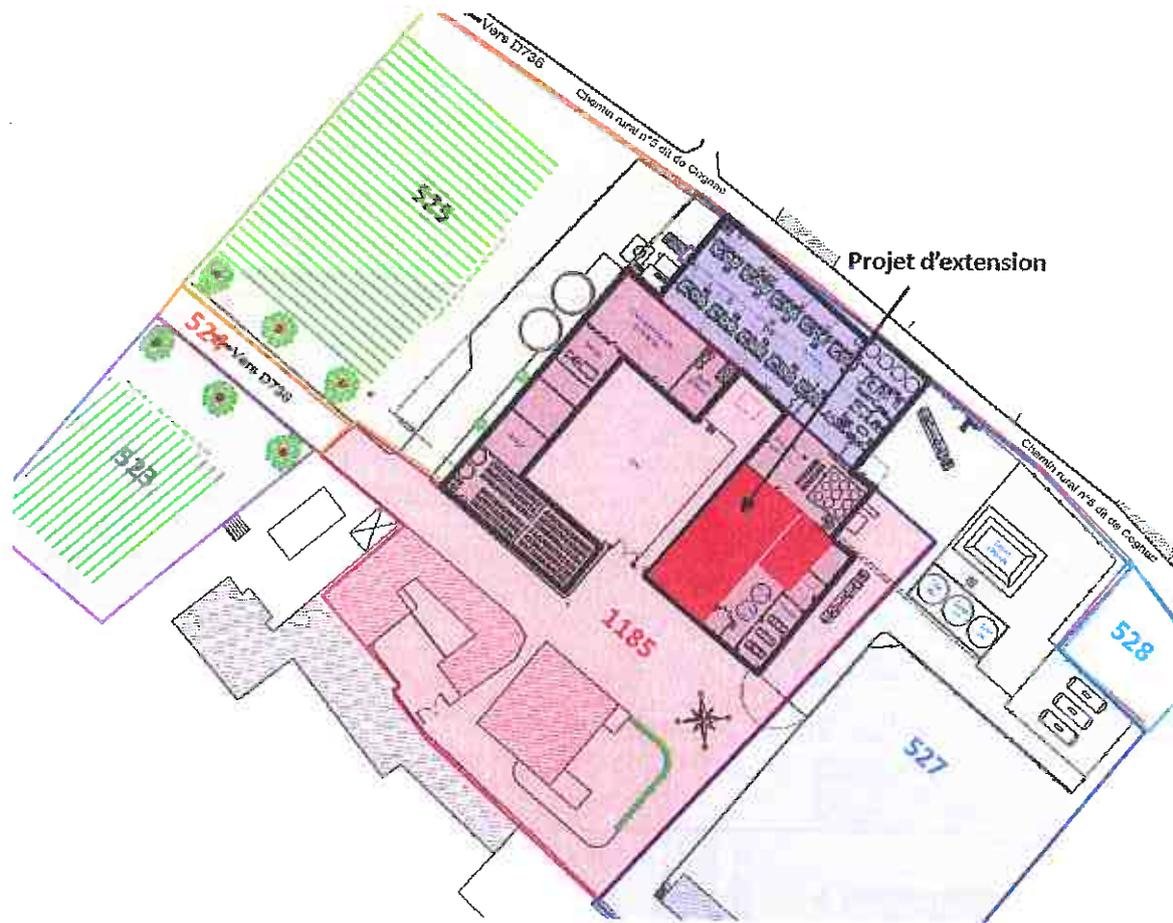 Vers D736
Chemin rural n°5 dit de Cognac
525
Projet d'extension
524
Vers D736
523
1185
Chemin rural n°5 dit de Cognac
528
527